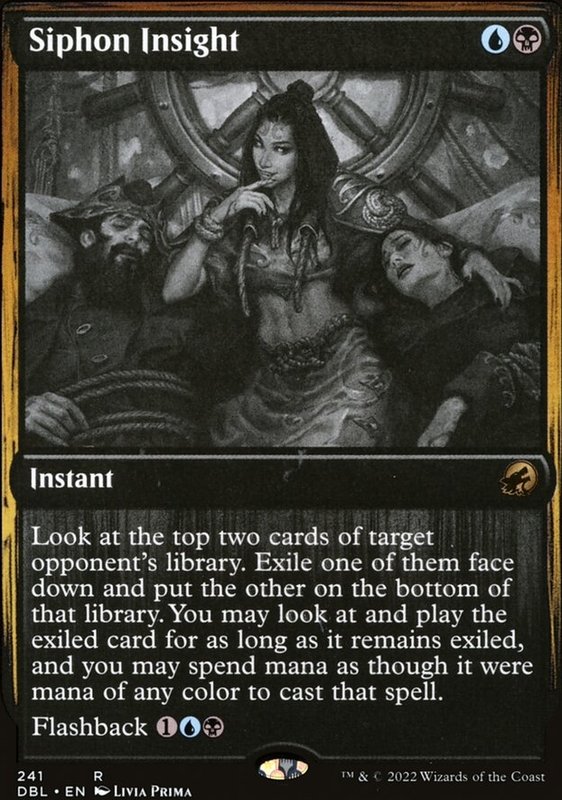 Siphon Insight
Instant
Look at the top two cards of target
opponent's library. Exile one of them face
down and put the other on the bottom of
that library. You may look at and play the
exiled card for as long as it remains exiled,
and you may spend mana as though it were
mana of any color to cast that spell.
Flashback 1
241 R
DBL • EN Livia Prima
™ & © 2022 Wizards of the Coast